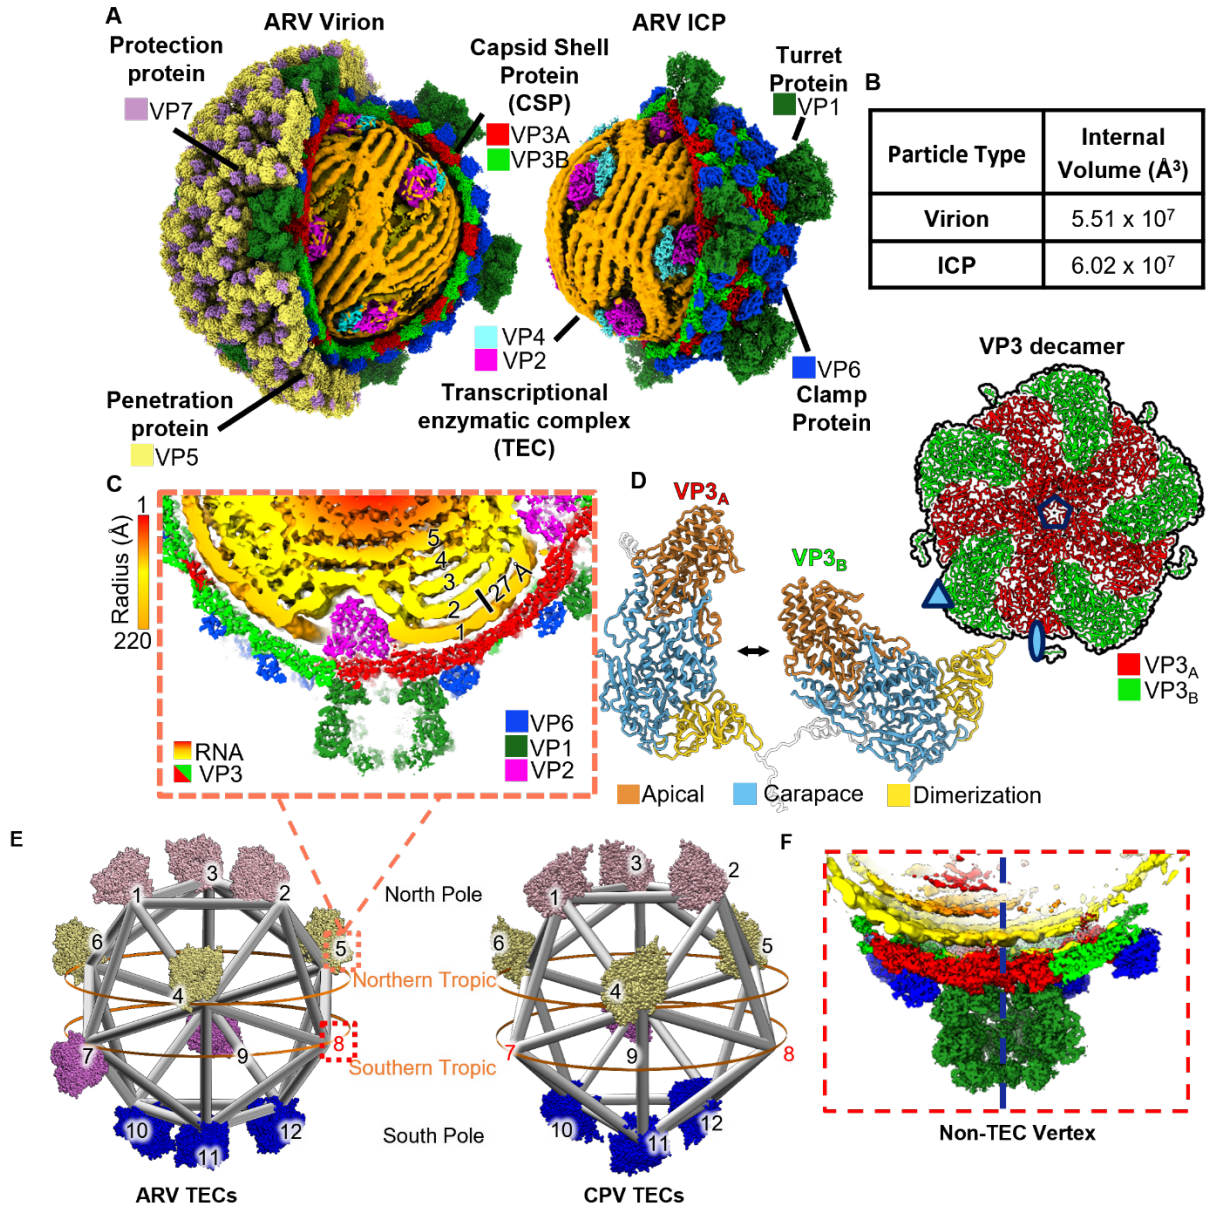 A
ARV Virion
ARV ICP
Protection
protein
VP7
Capsid Shell
Protein
(CSP)
VP3A
VP3B
Turret
Protein
VP1
VP4
VP2
Transcriptional
enzymatic complex
(TEC)
VP6
Clamp
Protein
Penetration
protein
VP5
B
Particle Type
Internal
Volume (Å³)
Virion
5.51 x 10⁷
ICP
6.02 x 10⁷
VP3 decamer
VP3A
VP3B
C
Radius (Å)
1
220
5
4
3
2
1
27 Å
RNA
VP3
VP6
VP1
VP2
D
VP3A
VP3B
Apical
Carapace
Dimerization
E
3
1
2
6
5
4
7
8
9
10
11
12
North Pole
Northern Tropic
Southern Tropic
South Pole
ARV TECs
3
2
1
6
5
4
7
8
9
10
11
12
CPV TECs
F
Non-TEC Vertex